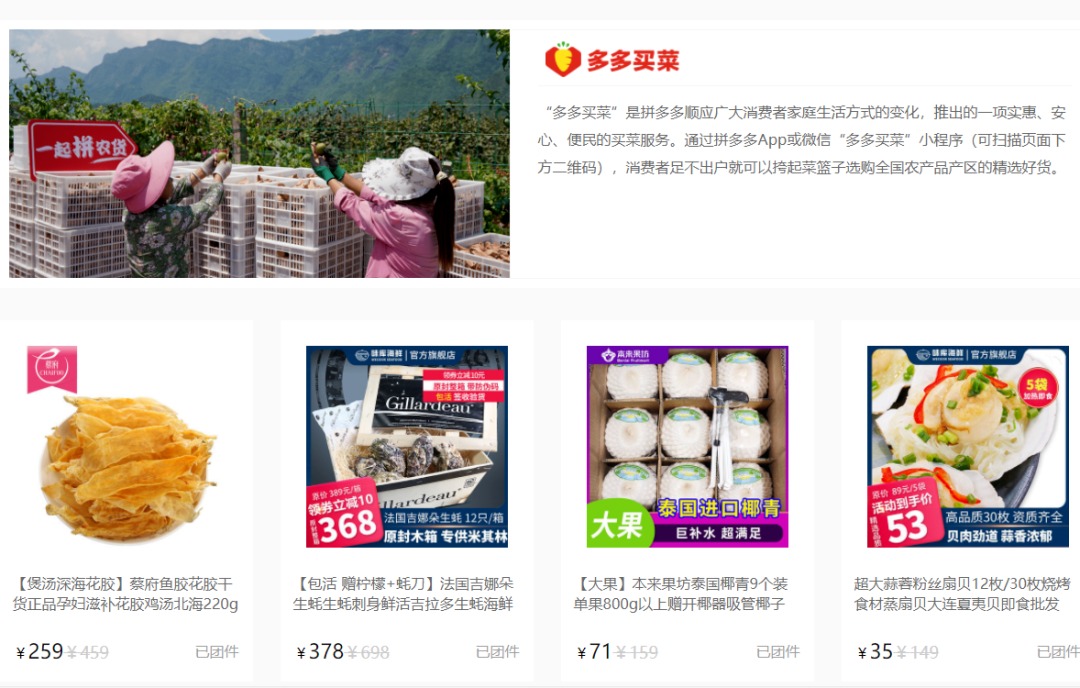 一起拼农货
多多买菜
“多多买菜”是拼多多顺应广大消费者家庭生活方式的变化，推出的一项实惠、安
心、便民的买菜服务。通过拼多多App或微信“多多买菜”小程序（可扫描页面下
方二维码），消费者足不出户就可以挎起菜篮子选购全国农产品产区的精选好货。
蔡府
CHAIFUU
【煲汤深海花胶】蔡府鱼胶花胶干
货正品孕妇滋补花胶鸡汤北海220g
¥259 ¥459 已团件
官方旗舰店
领券立减10元
原封整箱 带防伪码
包活 签收验货
Gillardeau
Gillardeau
原价 389元/箱
领券立减10
368
法国吉娜朵生蚝 12只/箱
原封木箱 专供米其林
【包活 赠柠檬+蚝刀】法国吉娜朵
生蚝生蚝刺身鲜活吉拉多生蚝海鲜
¥378 ¥698 已团件
本来果坊
大果
泰国进口椰青
巨补水 超满足
【大果】本来果坊泰国椰青9个装
单果800g以上赠开椰器吸管椰子
¥71 ¥159 已团件
官方旗舰店
5袋
加热即食
原价 89元/5袋
活动到手价
53
高品质30枚 资质齐全
贝肉劲道 蒜香浓郁
超大蒜蓉粉丝扇贝12枚/30枚烧烤
食材蒸扇贝大连夏夷贝即食批发
¥35 ¥149 已团件